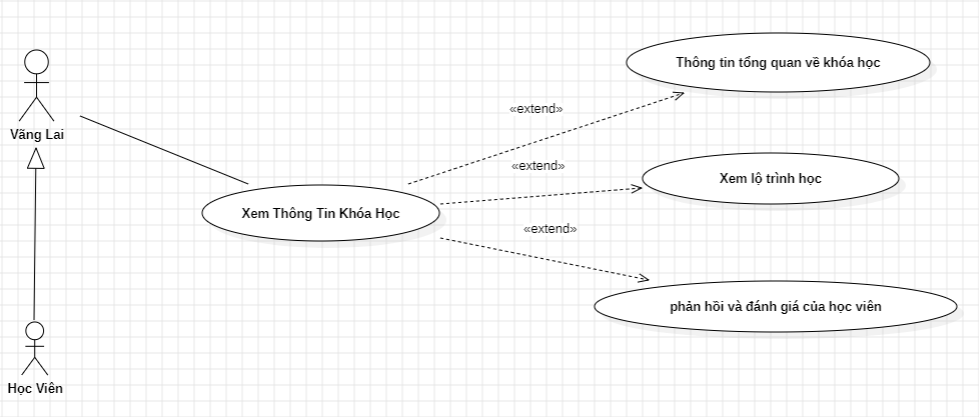 Vãng Lai
Học Viên
Xem Thông Tin Khóa Học
«extend»
«extend»
«extend»
Thông tin tổng quan về khóa học
Xem lộ trình học
phản hồi và đánh giá của học viên